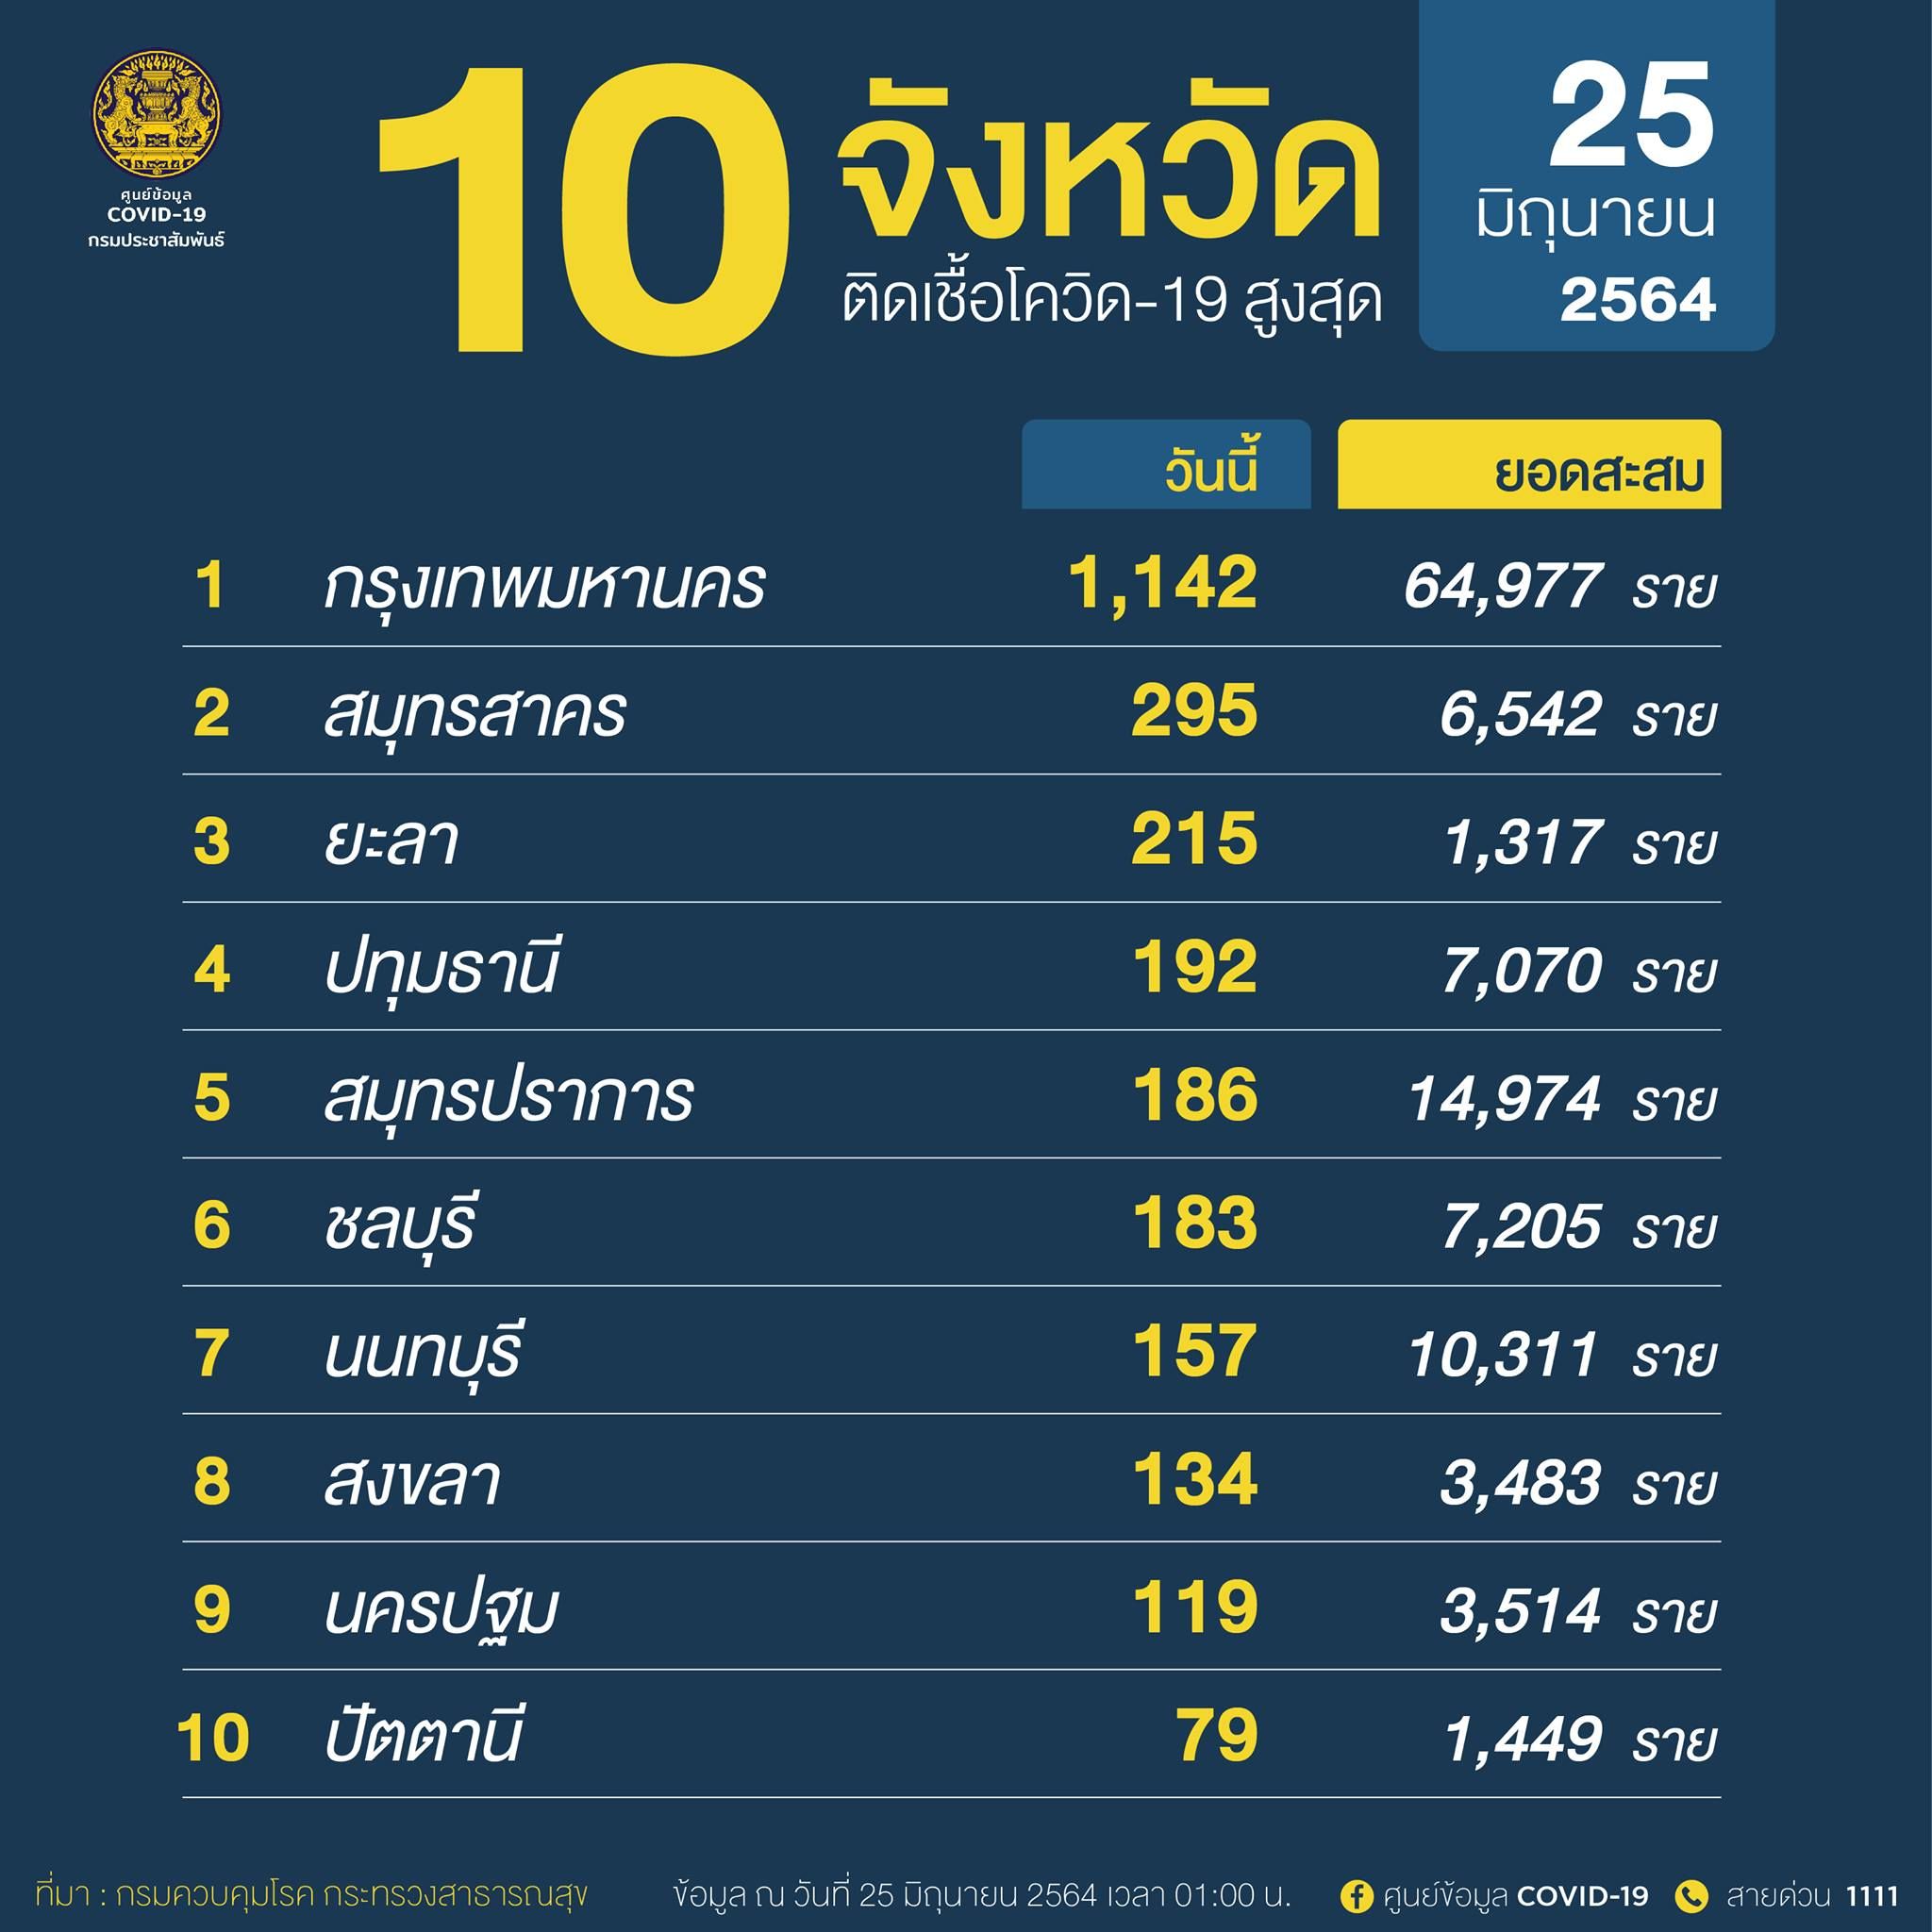 ศูนย์ข้อมูล
COVID-19
กรมประชาสัมพันธ์
10 จังหวัด
ติดเชื้อโควิด-19 สูงสุด
25
มิถุนายน
2564
วันนี้ ยอดสะสม
1 กรุงเทพมหานคร 1,142 64,977 ราย
2 สมุทรสาคร 295 6,542 ราย
3 ยะลา 215 1,317 ราย
4 ปทุมธานี 192 7,070 ราย
5 สมุทรปราการ 186 14,974 ราย
6 ชลบุรี 183 7,205 ราย
7 นนทบุรี 157 10,311 ราย
8 สงขลา 134 3,483 ราย
9 นครปฐม 119 3,514 ราย
10 ปัตตานี 79 1,449 ราย
ที่มา : กรมควบคุมโรค กระทรวงสาธารณสุข ข้อมูล ณ วันที่ 25 มิถุนายน 2564 เวลา 01:00 น. ศูนย์ข้อมูล COVID-19 สายด่วน 1111